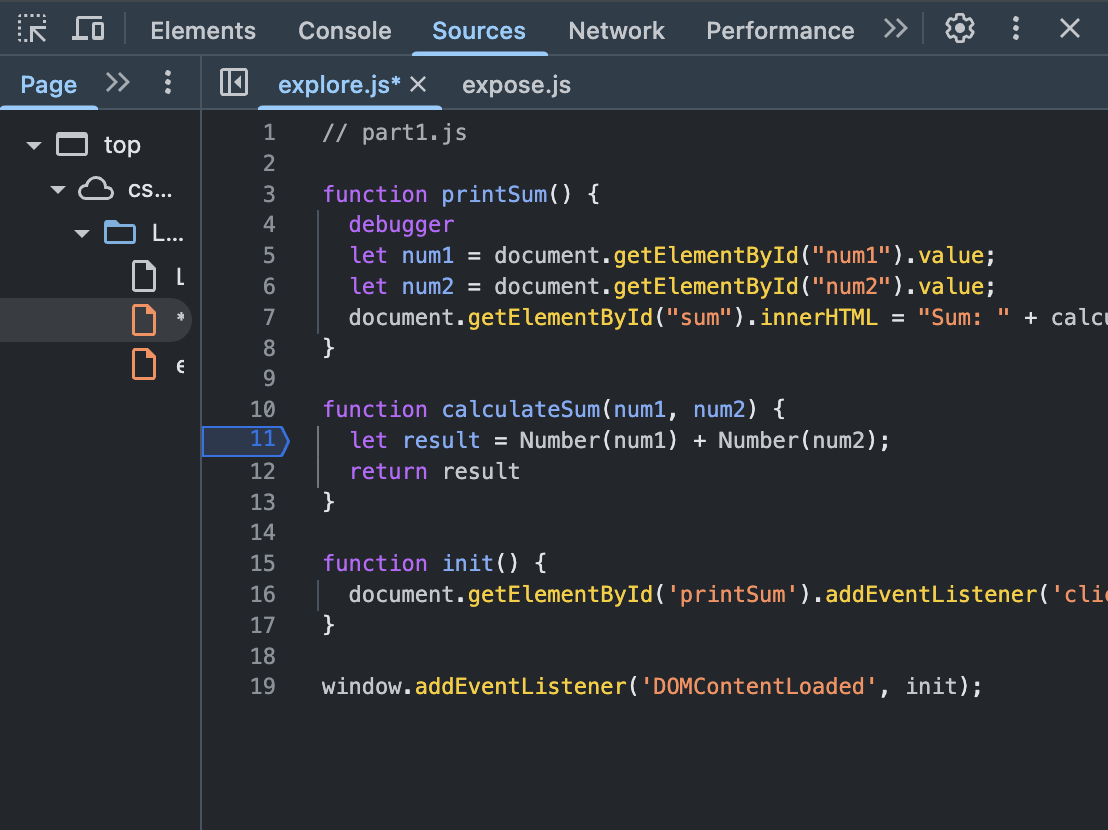 Elements Console Sources Network Performance
Page explore.js* expose.js
top
cs...
L...
L
*
e
1 // part1.js
2
3 function printSum() {
4 debugger
5 let num1 = document.getElementById("num1").value;
6 let num2 = document.getElementById("num2").value;
7 document.getElementById("sum").innerHTML = "Sum: " + calcu
8 }
9
10 function calculateSum(num1, num2) {
11 let result = Number(num1) + Number(num2);
12 return result
13 }
14
15 function init() {
16 document.getElementById('printSum').addEventListener('clic
17 }
18
19 window.addEventListener('DOMContentLoaded', init);